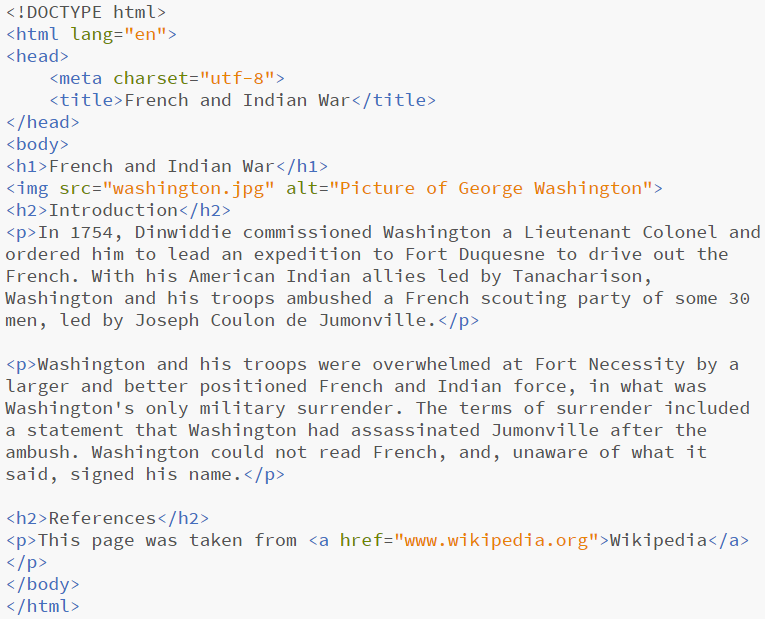 <!DOCTYPE html>
<html lang="en">
<head>
    <meta charset="utf-8">
    <title>French and Indian War</title>
</head>
<body>
<h1>French and Indian War</h1>
<img src="washington.jpg" alt="Picture of George Washington">
<h2>Introduction</h2>
<p>In 1754, Dinwiddie commissioned Washington a Lieutenant Colonel and
ordered him to lead an expedition to Fort Duquesne to drive out the
French. With his American Indian allies led by Tanacharison,
Washington and his troops ambushed a French scouting party of some 30
men, led by Joseph Coulon de Jumonville.</p>

<p>Washington and his troops were overwhelmed at Fort Necessity by a
larger and better positioned French and Indian force, in what was
Washington's only military surrender. The terms of surrender included
a statement that Washington had assassinated Jumonville after the
ambush. Washington could not read French, and, unaware of what it
said, signed his name.</p>

<h2>References</h2>
<p>This page was taken from <a href="www.wikipedia.org">Wikipedia</a>
</p>
</body>
</html>